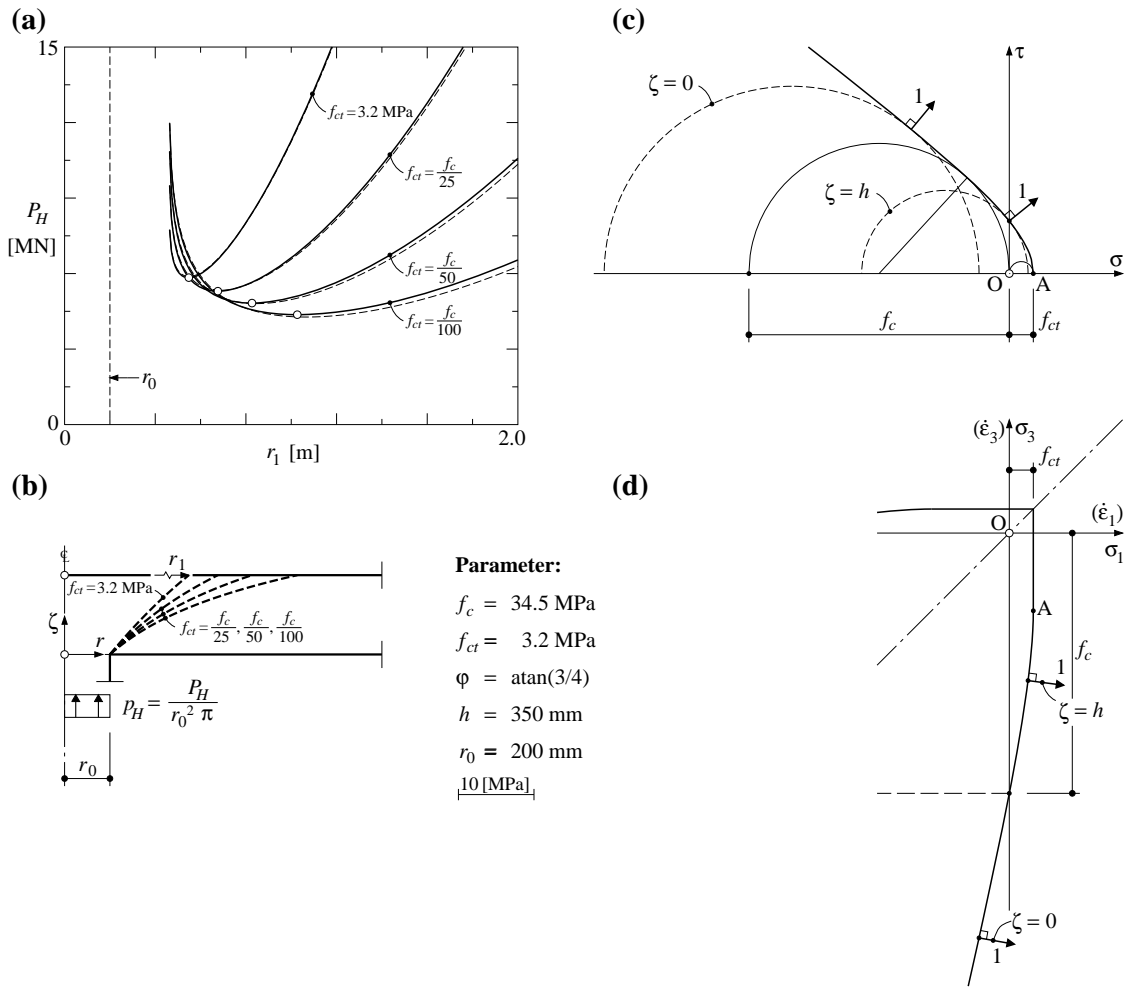 (a)
15
P_H
[MN]
0
0
r_1 [m]
2.0
r_0
f_ct = 3.2 MPa
f_ct = f_c/25
f_ct = f_c/50
f_ct = f_c/100
(b)
℄
r_1
f_ct = 3.2 MPa
f_ct = f_c/25, f_c/50, f_c/100
ζ
r
p_H = P_H / r_0² π
r_0
Parameter:
f_c = 34.5 MPa
f_ct = 3.2 MPa
φ = atan(3/4)
h = 350 mm
r_0 = 200 mm
10 [MPa]
(c)
τ
ζ = 0
1
ζ = h
1
σ
O
A
f_c
f_ct
(d)
(ε̇_3)
σ_3
f_ct
O
(ε̇_1)
σ_1
A
f_c
1
ζ = h
ζ = 0
1